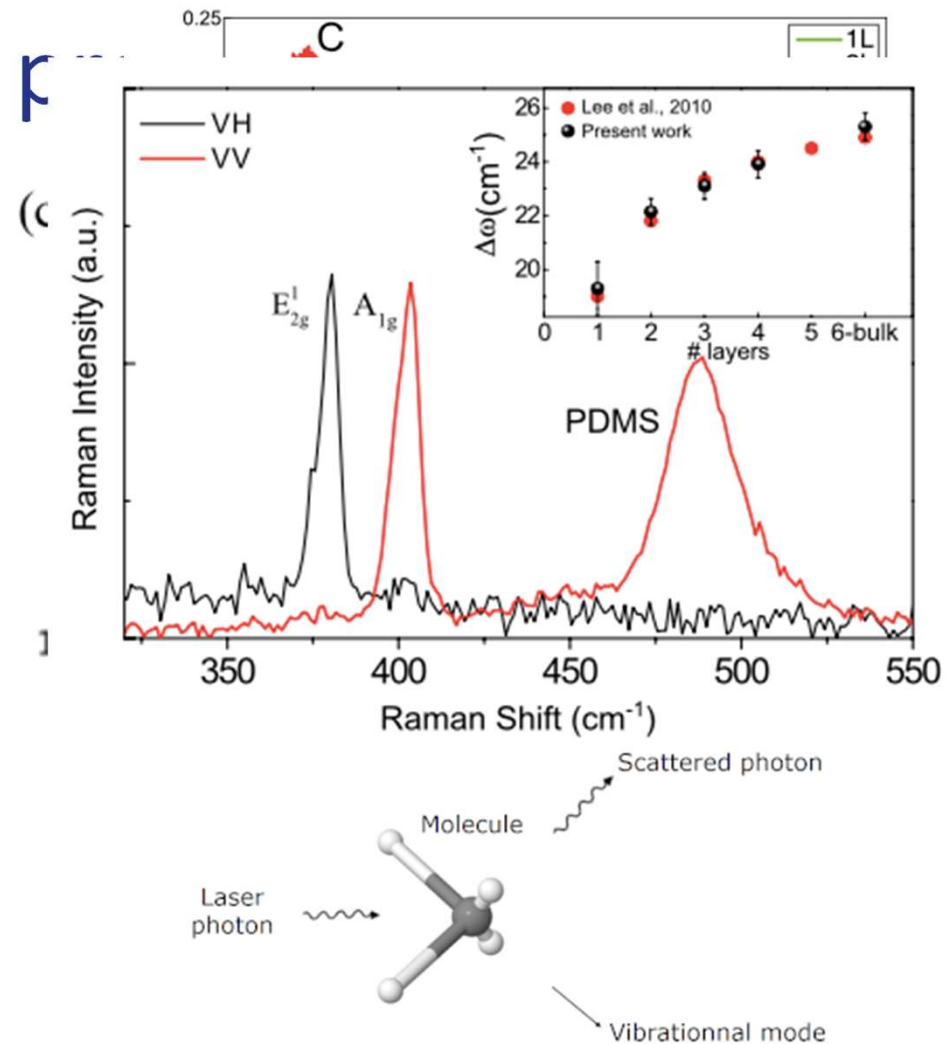 0.25
C
1L
VH
VV
Lee et al., 2010
Present work
Δω(cm⁻¹)
26
24
22
20
0 1 2 3 4 5 6-bulk
# layers
E¹₂g A₁g
PDMS
Raman Intensity (a.u.)
350 400 450 500 550
Raman Shift (cm⁻¹)
Scattered photon
Molecule
Laser
photon
Vibrationnal mode